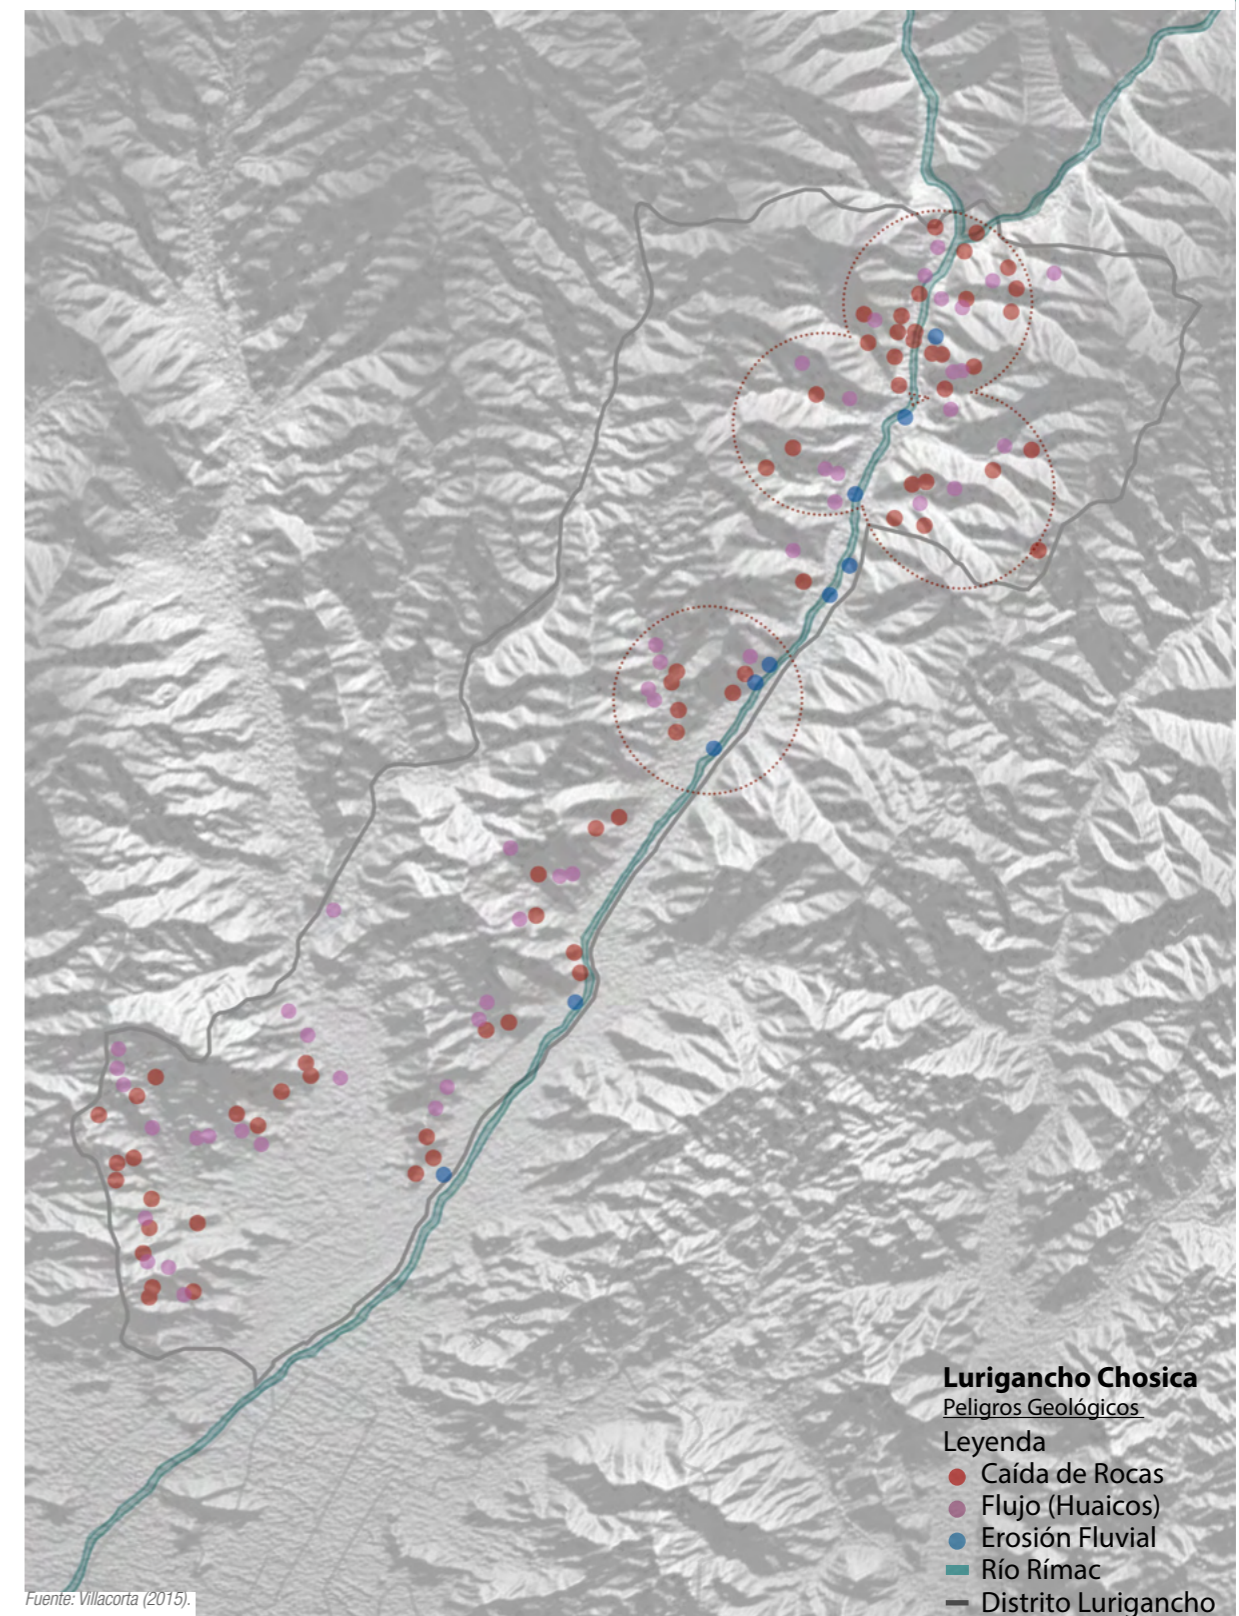 Lurigancho Chosica
Peligros Geológicos
Leyenda
Caída de Rocas
Flujo (Huaicos)
Erosión Fluvial
Río Rímac
Distrito Lurigancho
Fuente: Villacorta (2015).